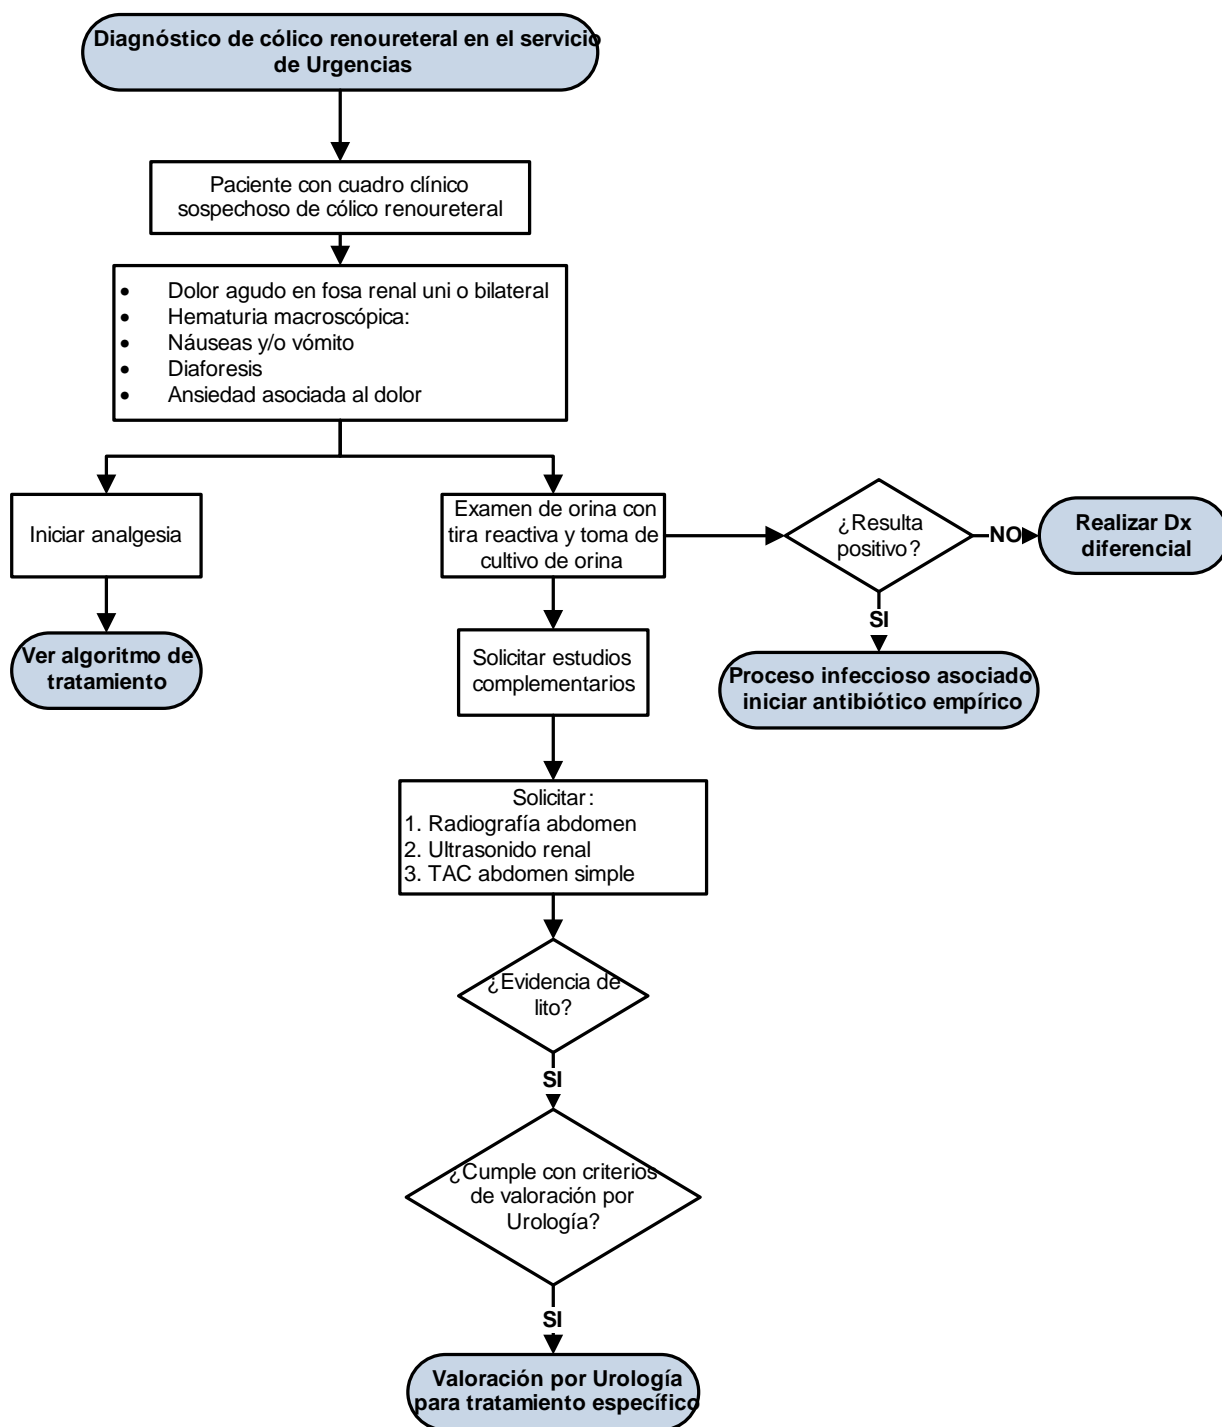 Diagnóstico de cólico renoureteral en el servicio
de Urgencias
Paciente con cuadro clínico
sospechoso de cólico renoureteral
• Dolor agudo en fosa renal uni o bilateral
• Hematuria macroscópica:
• Náuseas y/o vómito
• Diaforesis
• Ansiedad asociada al dolor
Iniciar analgesia
Ver algoritmo de
tratamiento
Examen de orina con
tira reactiva y toma de
cultivo de orina
¿Resulta
positivo?
NO
Realizar Dx
diferencial
SI
Proceso infeccioso asociado
iniciar antibiótico empírico
Solicitar estudios
complementarios
Solicitar:
1. Radiografía abdomen
2. Ultrasonido renal
3. TAC abdomen simple
¿Evidencia de
lito?
SI
¿Cumple con criterios
de valoración por
Urología?
SI
Valoración por Urología
para tratamiento específico